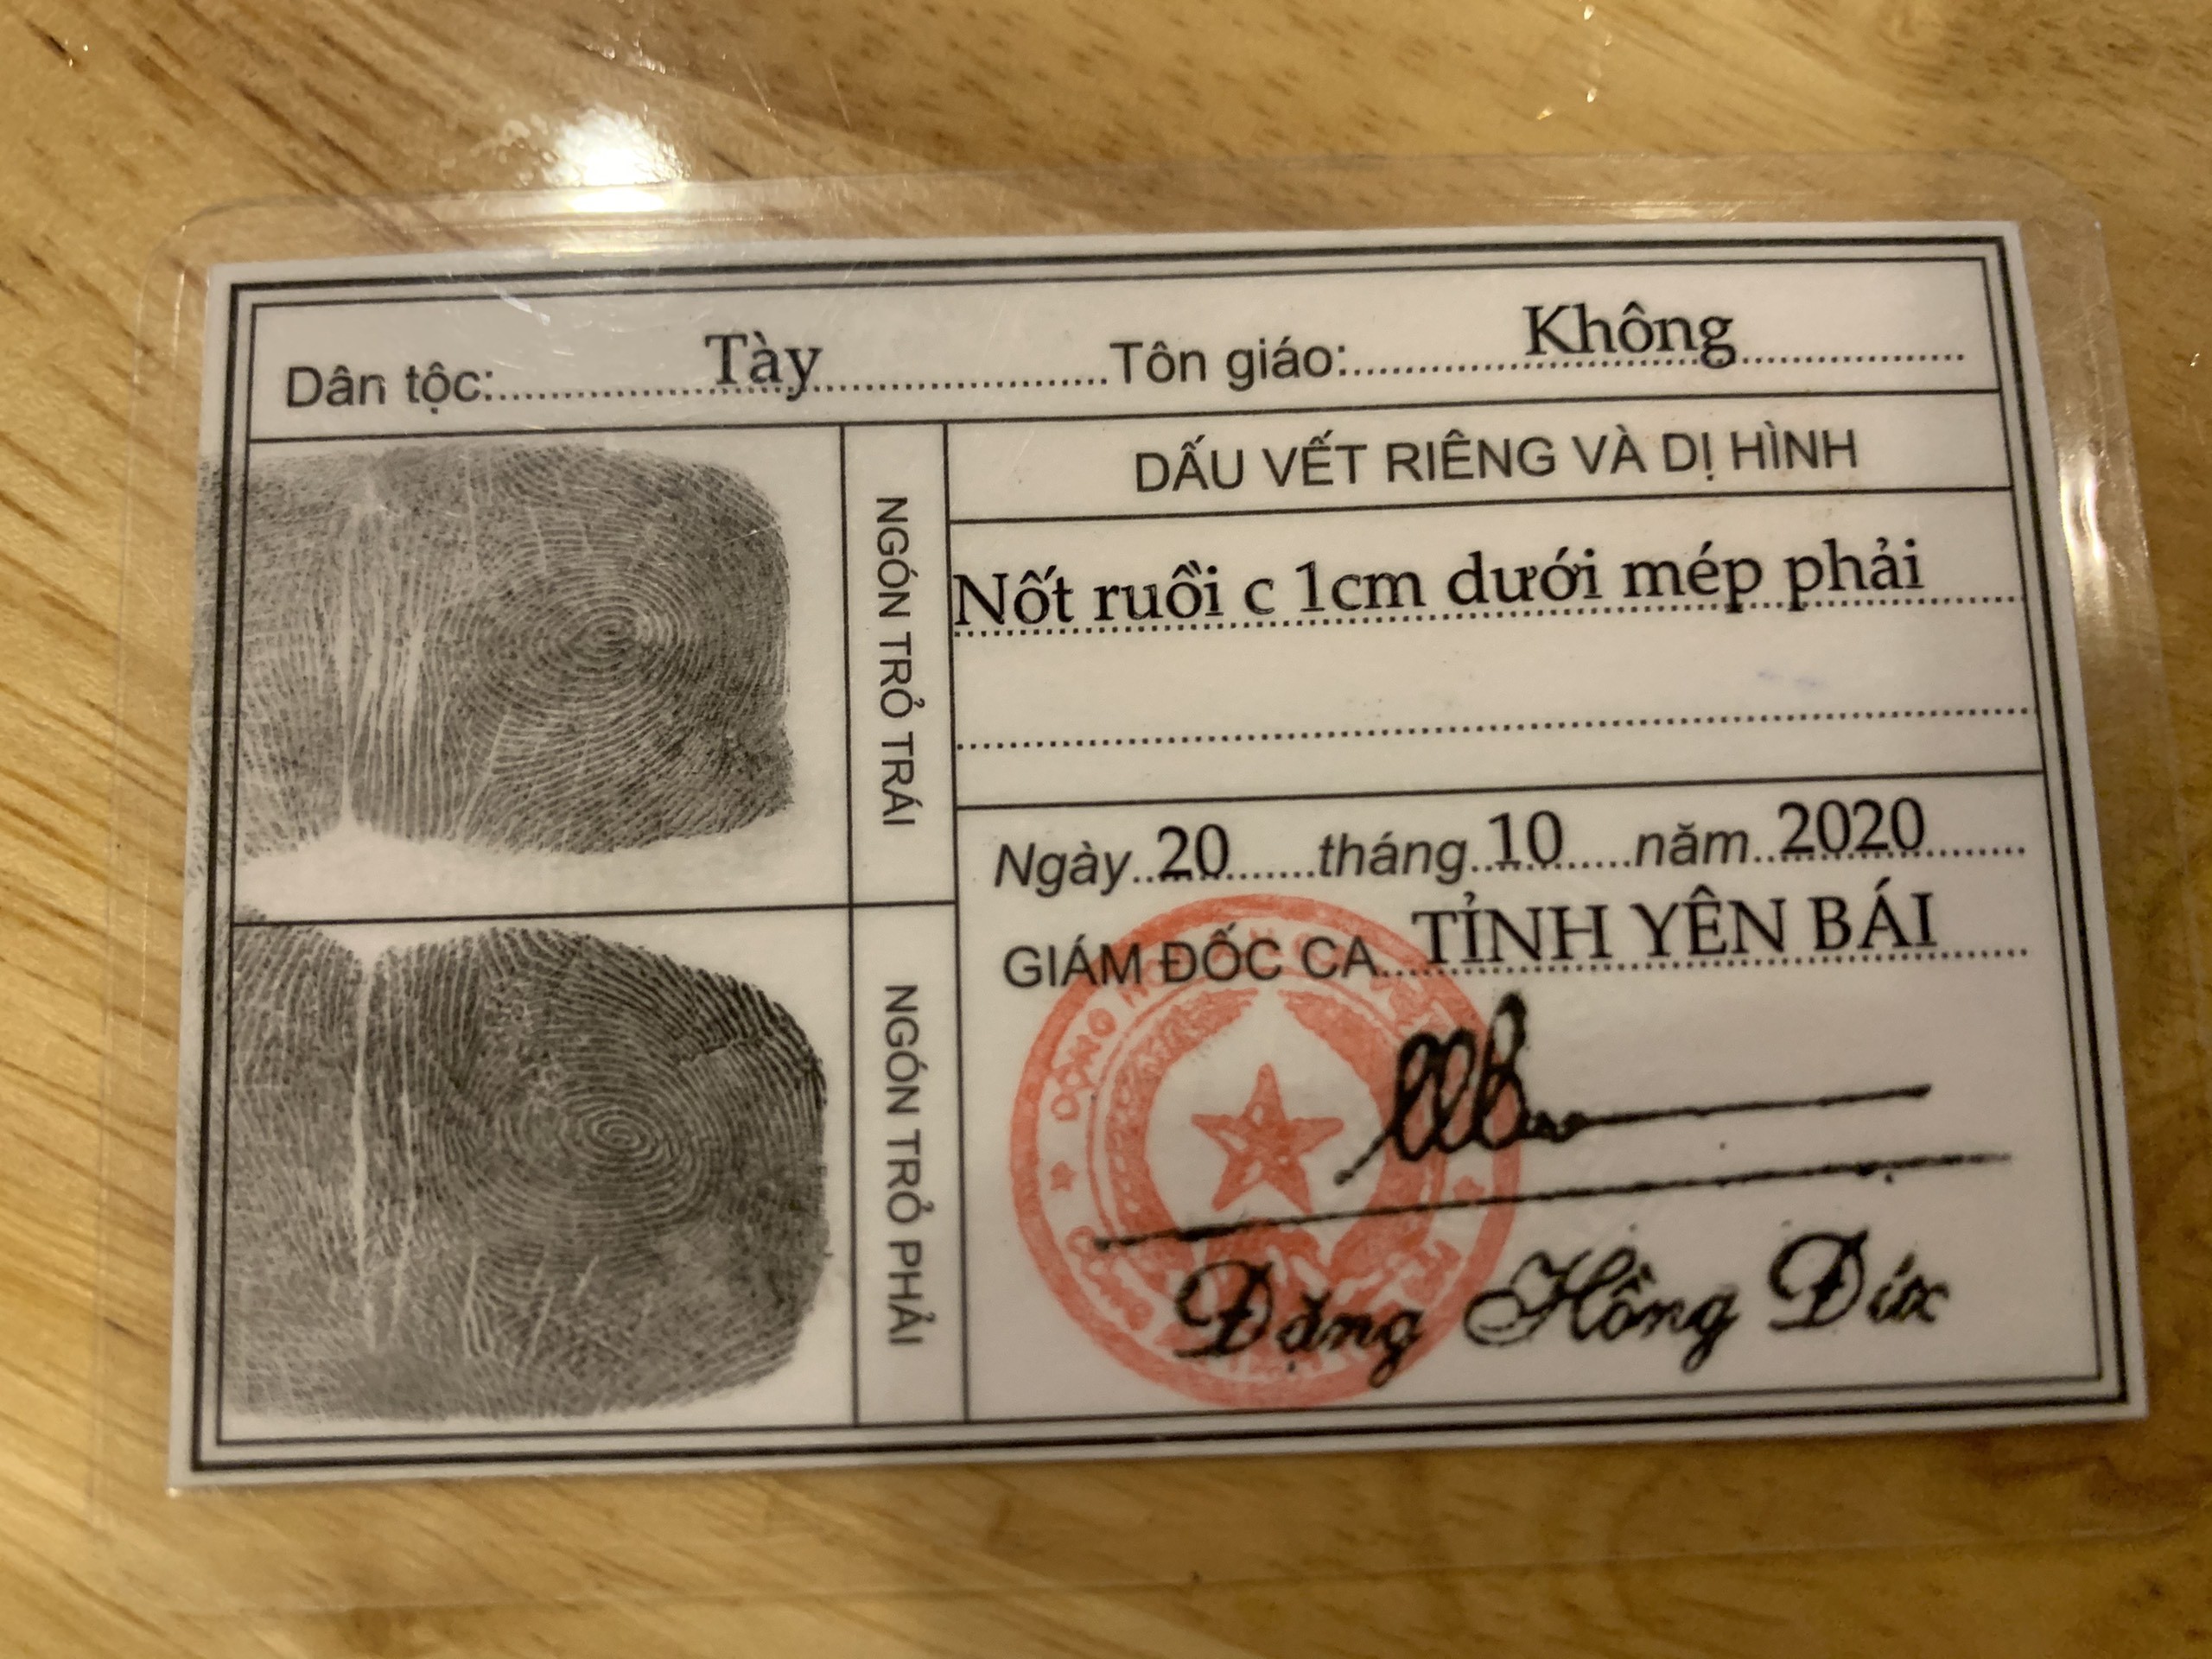 Dân tộc: Tày Tôn giáo: Không
NGÓN TRỎ TRÁI
DẤU VẾT RIÊNG VÀ DỊ HÌNH
Nốt ruồi c 1cm dưới mép phải
Ngày 20 tháng 10 năm 2020
GIÁM ĐỐC CA TỈNH YÊN BÁI
NGÓN TRỎ PHẢI
Đặng Hồng Đức